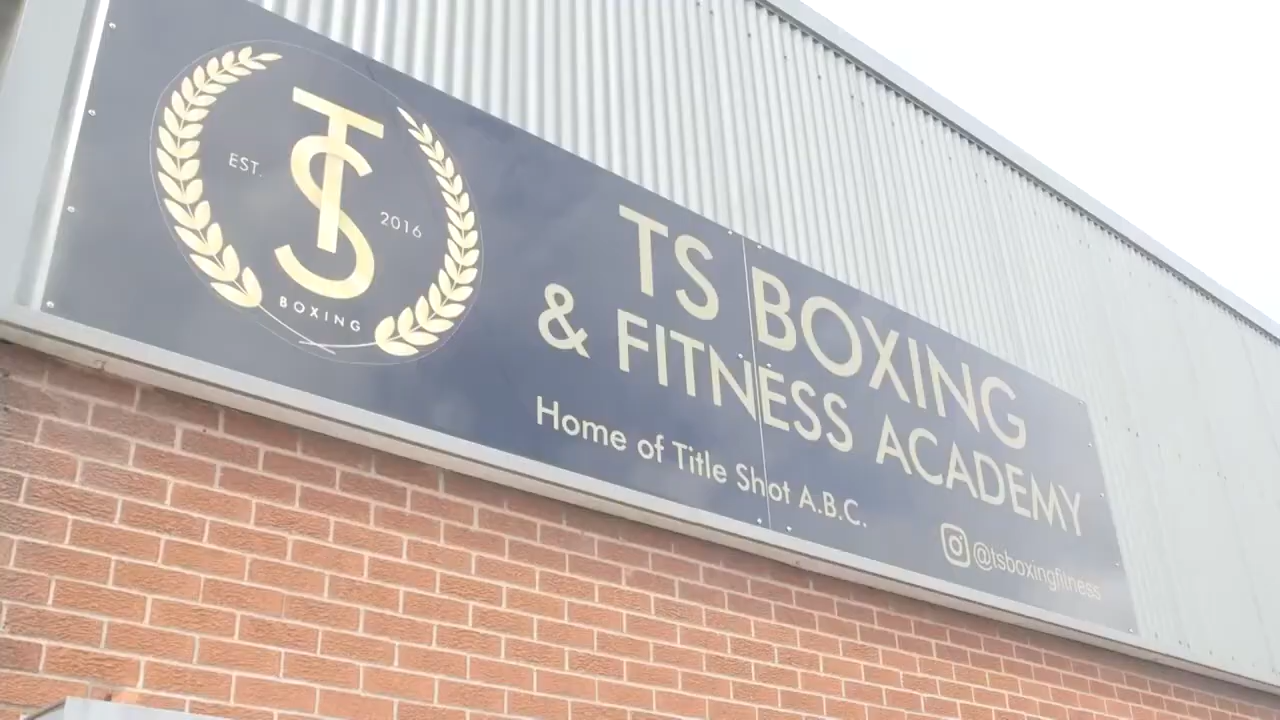 TS
EST.
2016
BOXING
TS BOXING
& FITNESS ACADEMY
Home of Title Shot A.B.C.
@tsboxingfitness